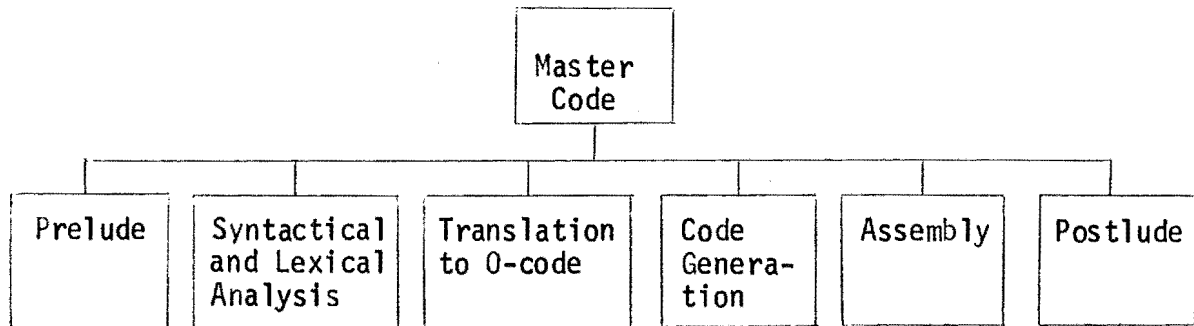 Master
Code
Prelude
Syntactical
and Lexical
Analysis
Translation
to O-code
Code
Genera-
tion
Assembly
Postlude